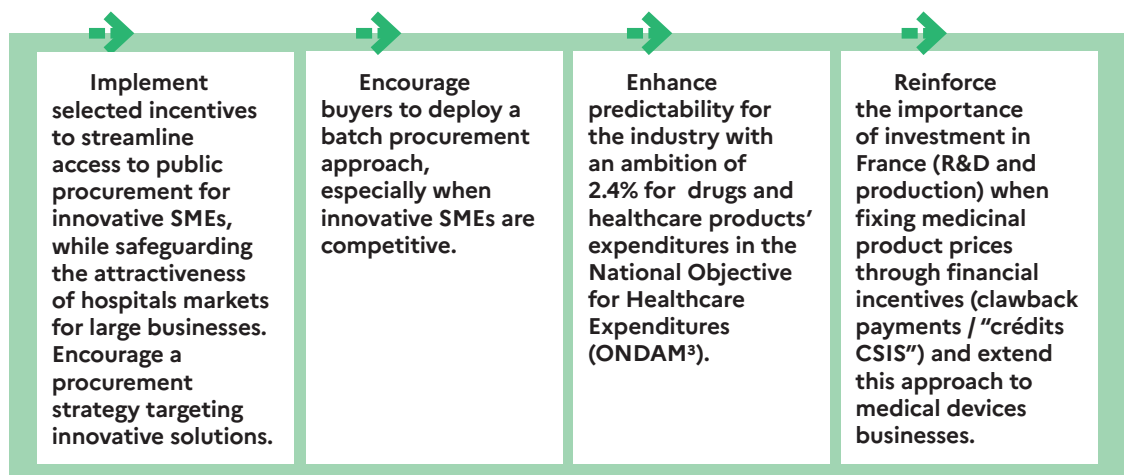 Implement
selected incentives
to streamline
access to public
procurement for
innovative SMEs,
while safeguarding
the attractiveness
of hospitals markets
for large businesses.
Encourage a
procurement
strategy targeting
innovative solutions.
Encourage
buyers to deploy a
batch procurement
approach,
especially when
innovative SMEs are
competitive.
Enhance
predictability for
the industry with
an ambition of
2.4% for drugs and
healthcare products’
expenditures in the
National Objective
for Healthcare
Expenditures
(ONDAM³).
Reinforce
the importance
of investment in
France (R&D and
production) when
fixing medicinal
product prices
through financial
incentives (clawback
payments / “crédits
CSIS”) and extend
this approach to
medical devices
businesses.